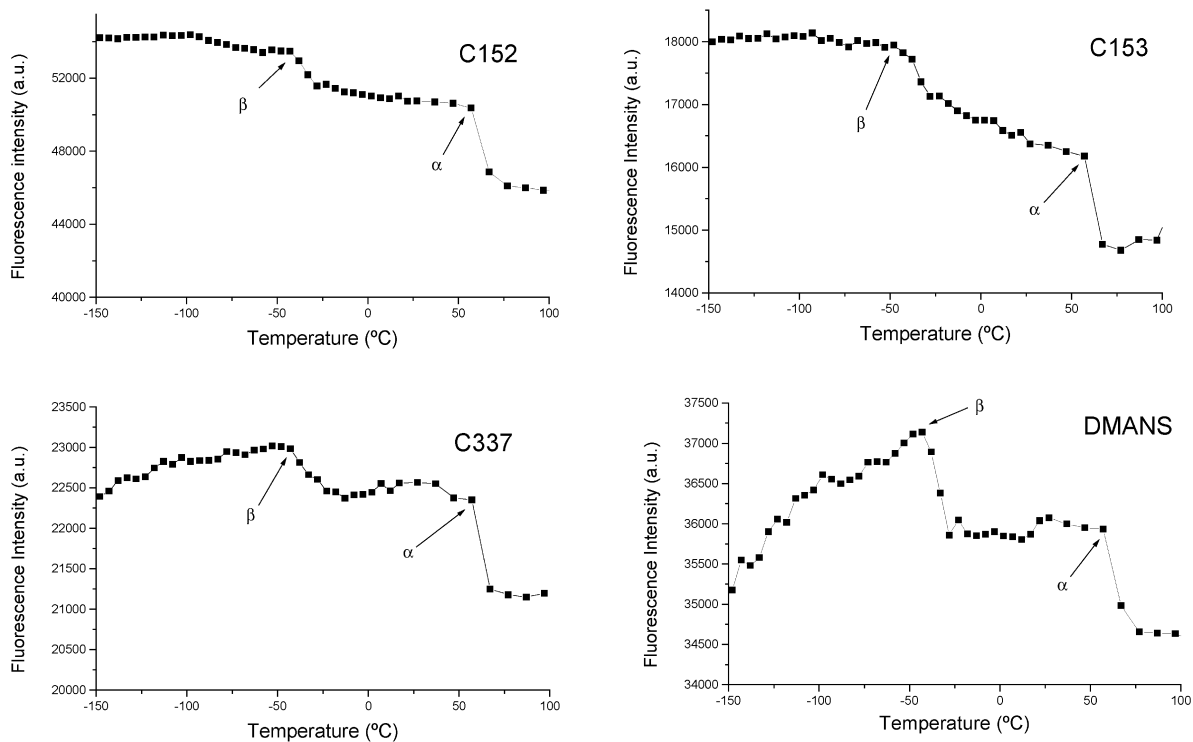 C152
Fluorescence intensity (a.u.)
52000
48000
44000
40000
β
α
-150
-100
-50
0
50
100
Temperature (ºC)
C153
Fluorescence Intensity (a.u.)
18000
17000
16000
15000
14000
β
α
-150
-100
-50
0
50
100
Temperature (ºC)
C337
Fluorescence Intensity (a.u.)
23500
23000
22500
22000
21500
21000
20500
20000
β
α
-150
-100
-50
0
50
100
Temperature (ºC)
DMANS
Fluorescence Intensity (a.u.)
37500
37000
36500
36000
35500
35000
34500
34000
β
α
-150
-100
-50
0
50
100
Temperature (ºC)